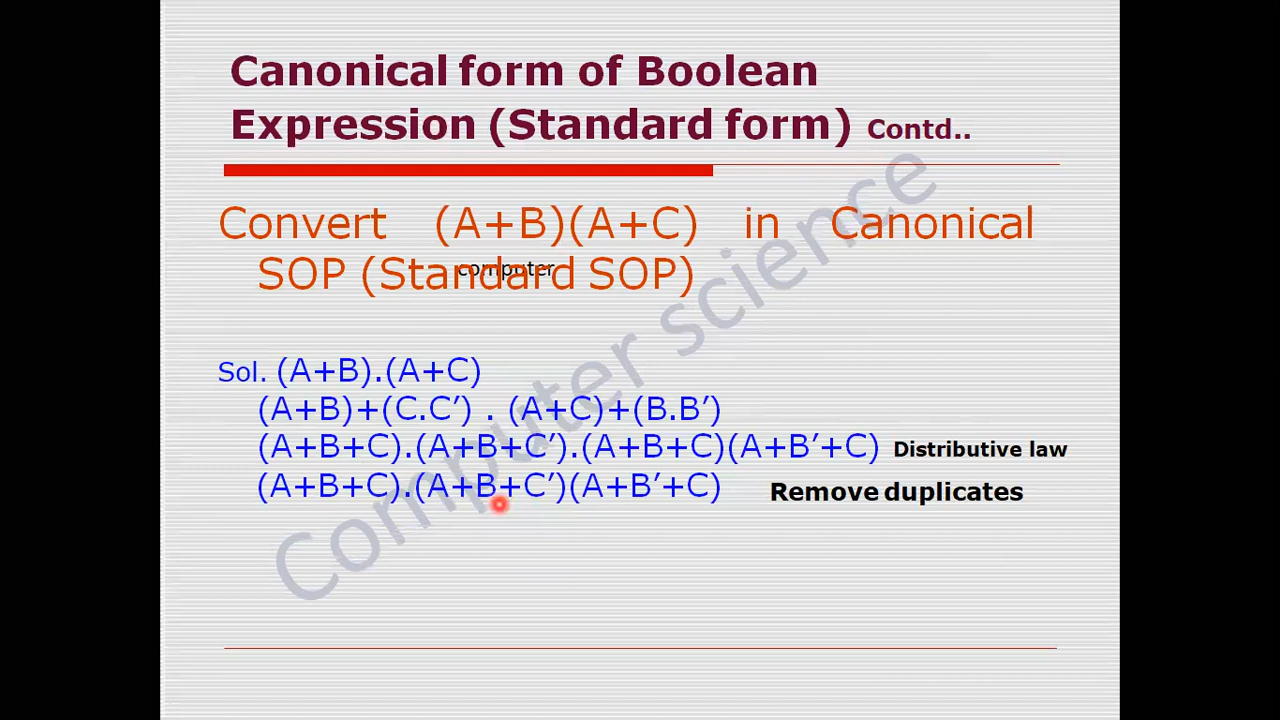 Canonical form of Boolean
Expression (Standard form) Contd..
Convert (A+B)(A+C) in Canonical
SOP (Standard SOP)
computer
Computer science
Sol. (A+B).(A+C)
(A+B)+(C.C’) . (A+C)+(B.B’)
(A+B+C).(A+B+C’).(A+B+C)(A+B’+C) Distributive law
(A+B+C).(A+B+C’)(A+B’+C) Remove duplicates